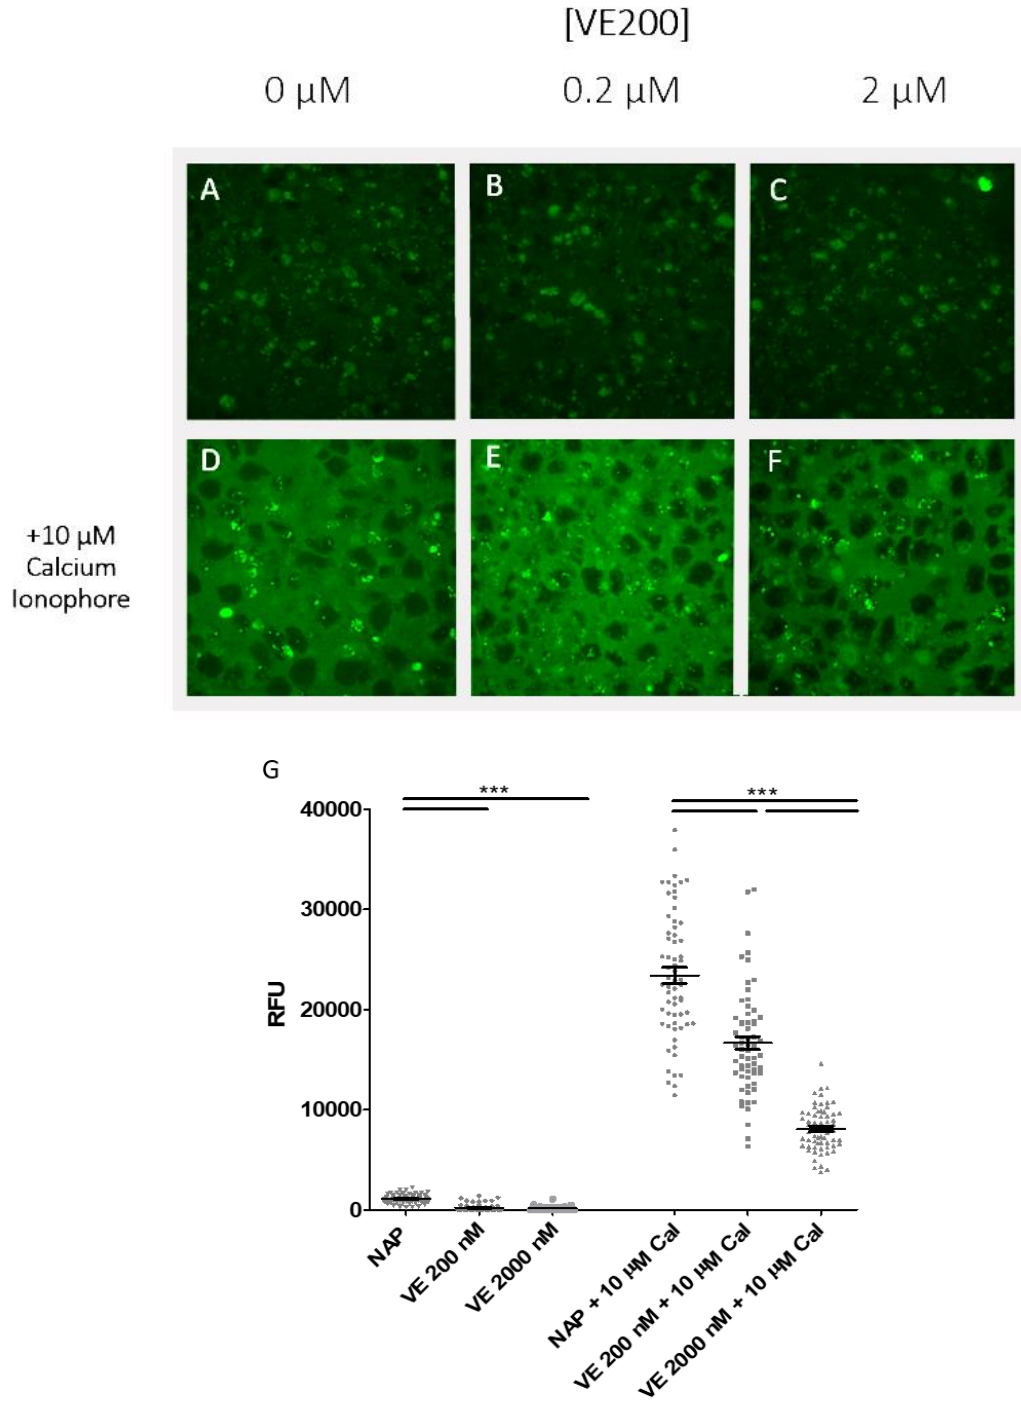 [VE200]
0 µM 0.2 µM 2 µM
A B C
D E F
+10 µM
Calcium
Ionophore
G
*** ***
40000
30000
20000
10000
0
RFU
NAP
VE 200 nM
VE 2000 nM
NAP + 10 µM Cal
VE 200 nM + 10 µM Cal
VE 2000 nM + 10 µM Cal